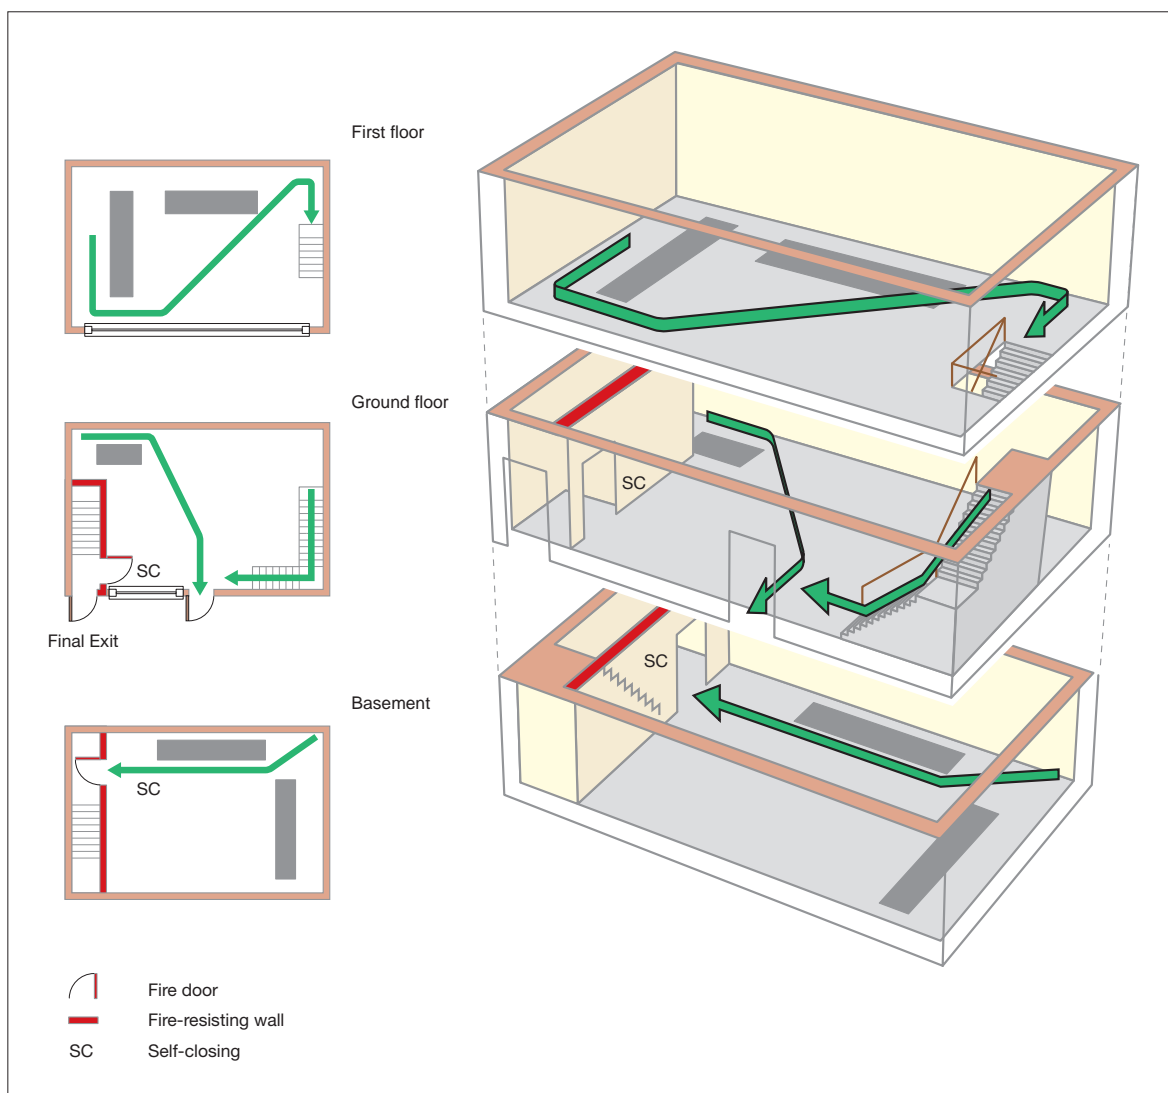 First floor
Ground floor
SC
SC
Final Exit
SC
Basement
SC
Fire door
Fire-resisting wall
SC Self-closing